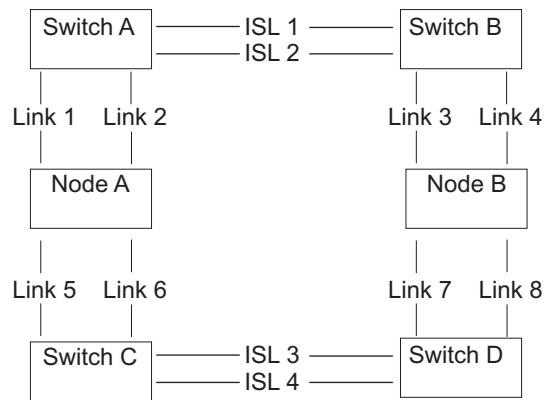 Switch A ISL 1 Switch B
ISL 2
Link 1 Link 2 Link 3 Link 4
Node A Node B
Link 5 Link 6 Link 7 Link 8
Switch C ISL 3 Switch D
ISL 4